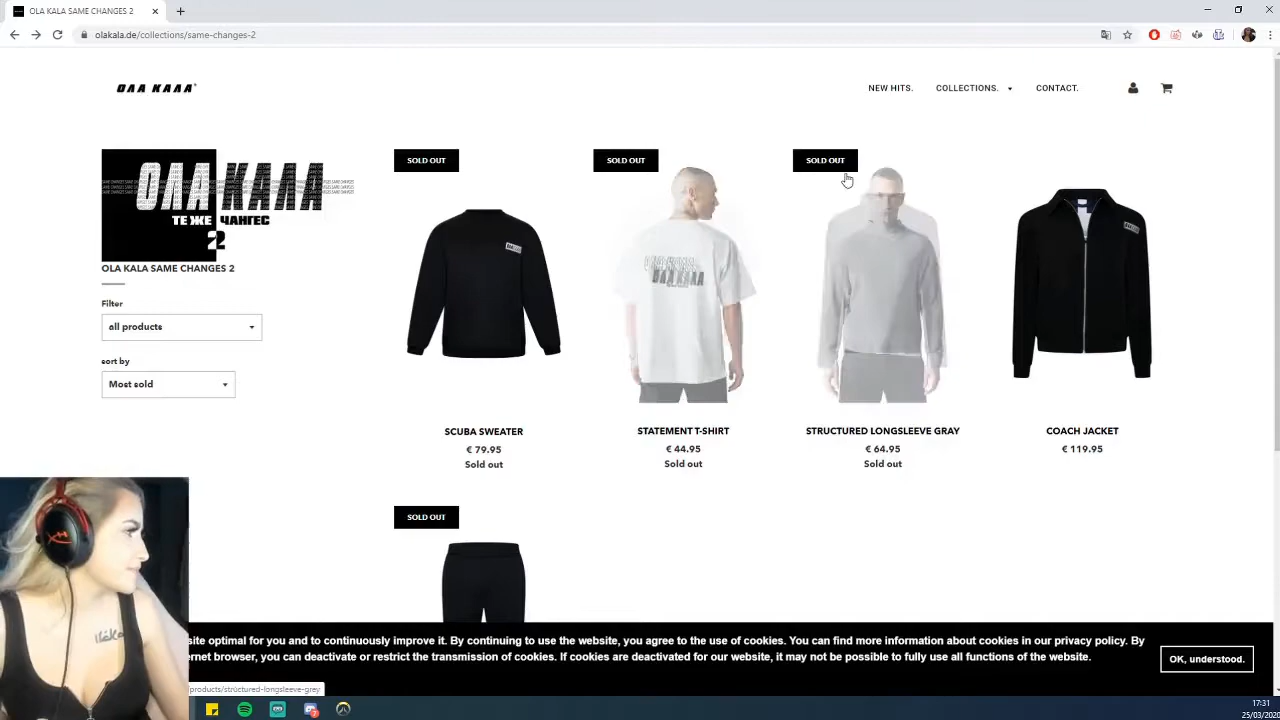 OLA KALA SAME CHANGES 2
olakala.de/collections/same-changes-2
ОЛА КАЛА
NEW HITS.
COLLECTIONS.
CONTACT.
ОЛА КАЛА
ТЕ ЖЕ ЧАНГЕС
2
OLA KALA SAME CHANGES 2
Filter
all products
sort by
Most sold
SOLD OUT
SOLD OUT
SOLD OUT
ОЛА КАЛА
SCUBA SWEATER
€ 79.95
Sold out
STATEMENT T-SHIRT
€ 44.95
Sold out
STRUCTURED LONGSLEEVE GRAY
€ 64.95
Sold out
COACH JACKET
€ 119.95
SOLD OUT
site optimal for you and to continuously improve it. By continuing to use the website, you agree to the use of cookies. You can find more information about cookies in our privacy policy. By
ernet browser, you can deactivate or restrict the transmission of cookies. If cookies are deactivated for our website, it may not be possible to fully use all functions of the website.
OK, understood.
products/structured-longsleeve-grey
17:31
25/03/2020